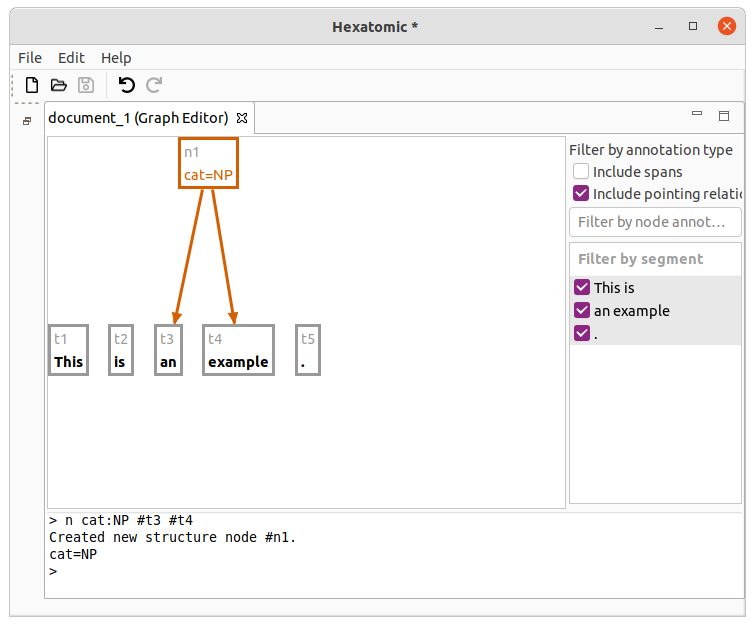 Hexatomic *
File Edit Help
document_1 (Graph Editor)
n1
cat=NP
t1 t2 t3 t4 t5
This is an example .
Filter by annotation type
Include spans
Include pointing relatio
Filter by node annot...
Filter by segment
This is
an example
.
> n cat:NP #t3 #t4
Created new structure node #n1.
cat=NP
>